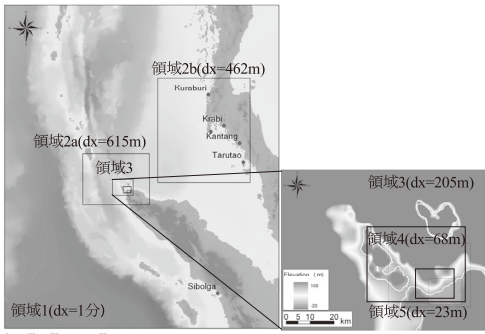 領域2b(dx=462m)
Kuraburi
Krabi
Kantang
Tarutao
領域2a(dx=615m)
領域3
Sibolga
領域1(dx=1分)
領域3(dx=205m)
領域4(dx=68m)
領域5(dx=23m)
Elevation (m)
0 5 10 20 km